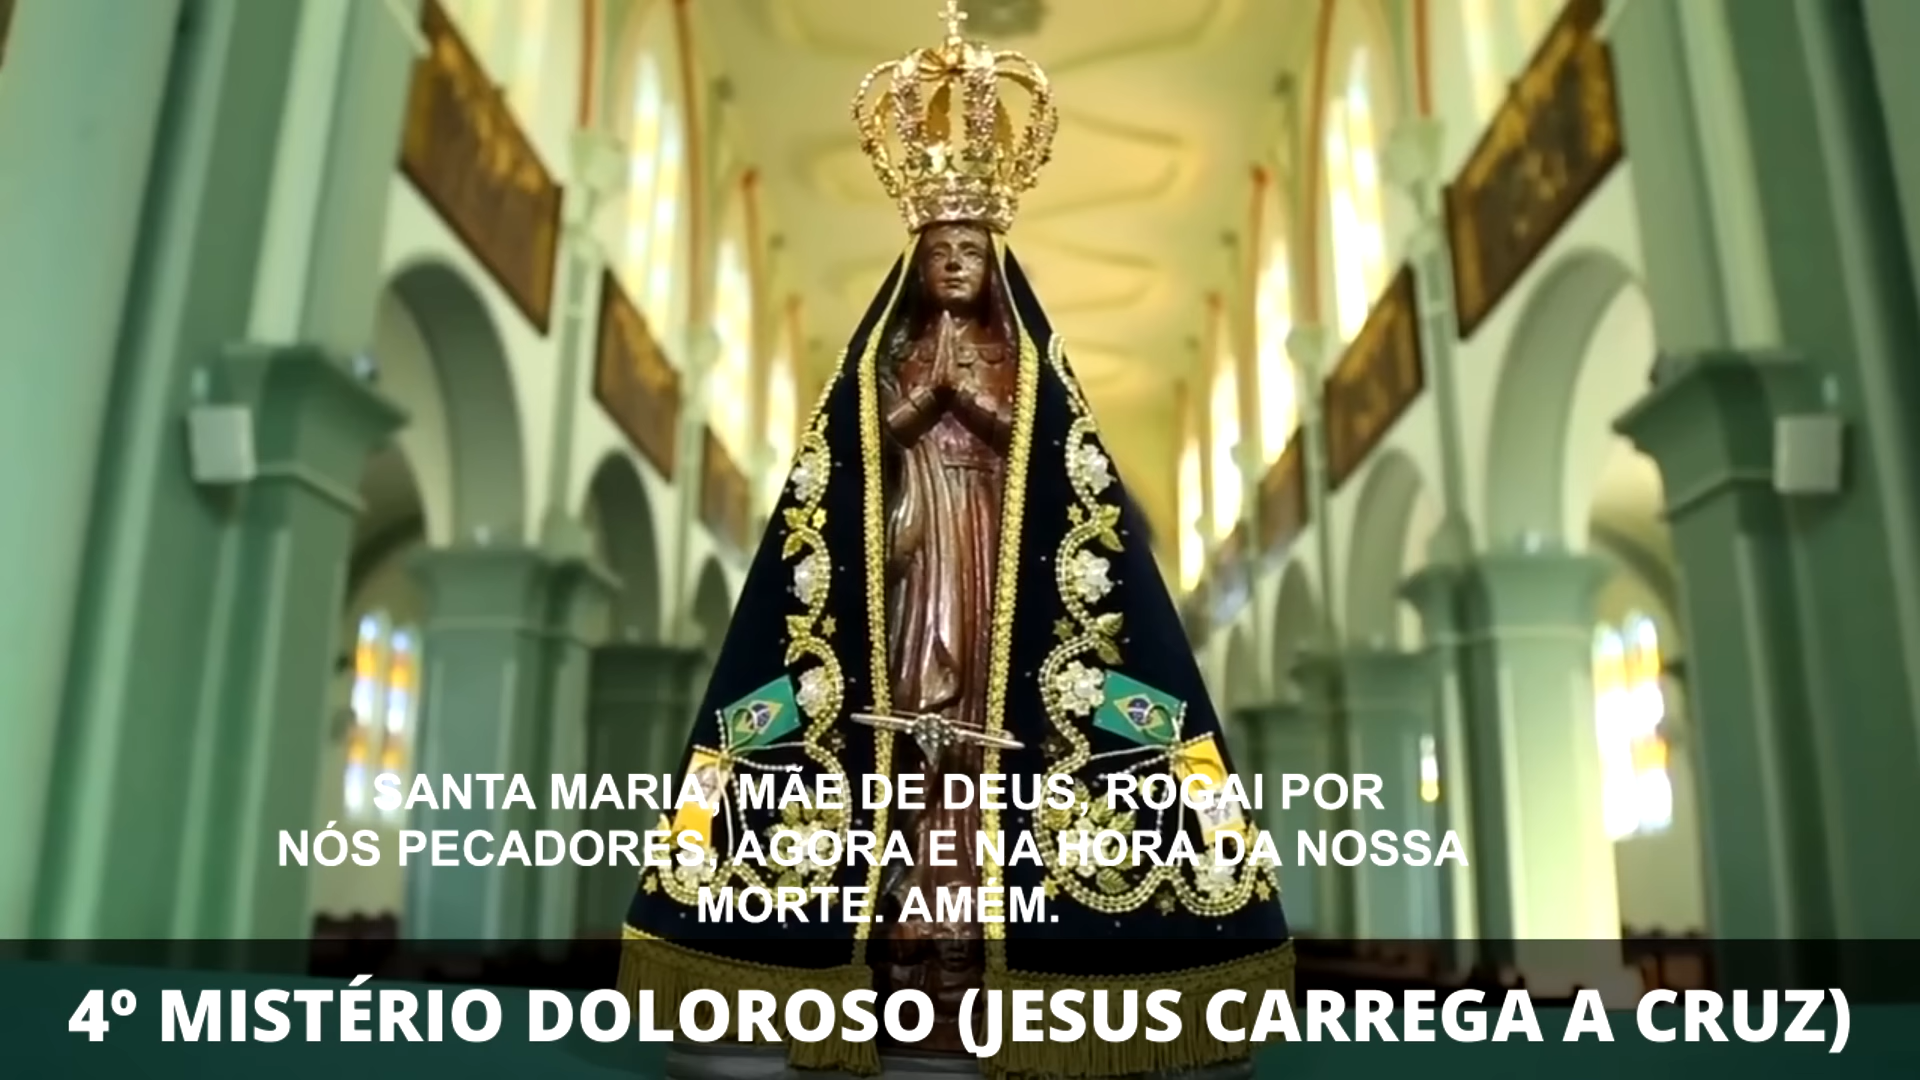 SANTA MARIA, MÃE DE DEUS, ROGAI POR
NÓS PECADORES, AGORA E NA HORA DA NOSSA
MORTE. AMÉM.
4º MISTÉRIO DOLOROSO (JESUS CARREGA A CRUZ)